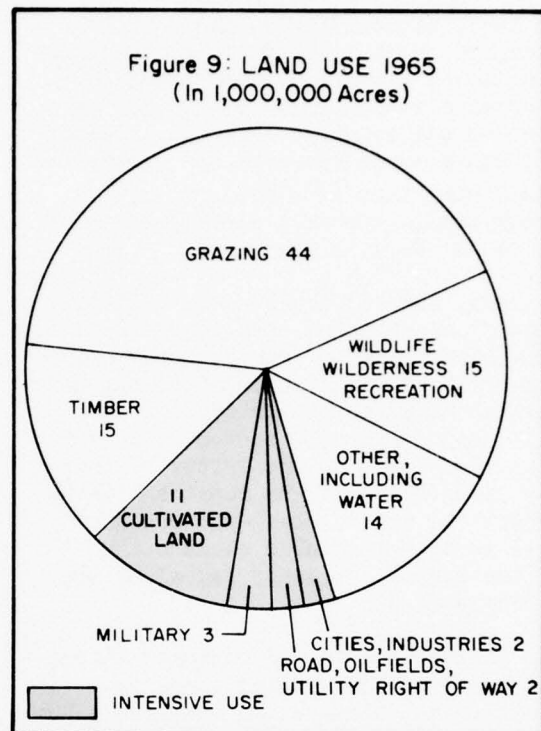 Figure 9: LAND USE 1965
(In 1,000,000 Acres)
GRAZING 44
WILDLIFE
WILDERNESS 15
RECREATION
TIMBER
15
OTHER,
INCLUDING
WATER
14
11
CULTIVATED
LAND
MILITARY 3
CITIES, INDUSTRIES 2
ROAD, OILFIELDS,
UTILITY RIGHT OF WAY 2
INTENSIVE USE